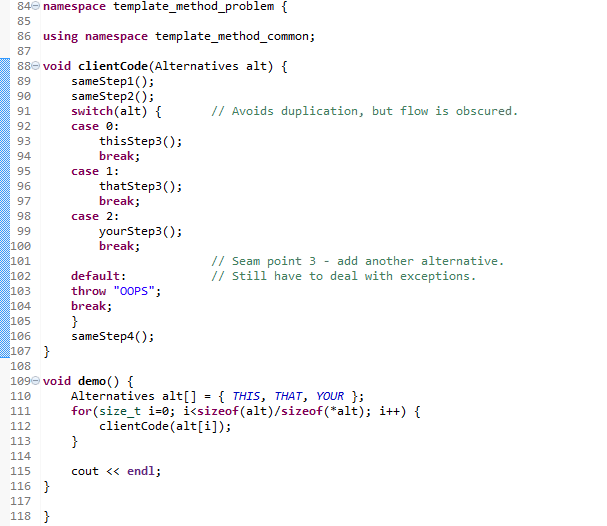 84 namespace template_method_problem {
85
86 using namespace template_method_common;
87
88 void clientCode(Alternatives alt) {
89     sameStep1();
90     sameStep2();
91     switch(alt) {       // Avoids duplication, but flow is obscured.
92     case 0:
93         thisStep3();
94         break;
95     case 1:
96         thatStep3();
97         break;
98     case 2:
99         yourStep3();
100         break;
101                         // Seam point 3 - add another alternative.
102     default:            // Still have to deal with exceptions.
103     throw "OOPS";
104     break;
105     }
106     sameStep4();
107 }
108
109 void demo() {
110     Alternatives alt[] = { THIS, THAT, YOUR };
111     for(size_t i=0; i<sizeof(alt)/sizeof(*alt); i++) {
112         clientCode(alt[i]);
113     }
114
115     cout << endl;
116 }
117
118 }